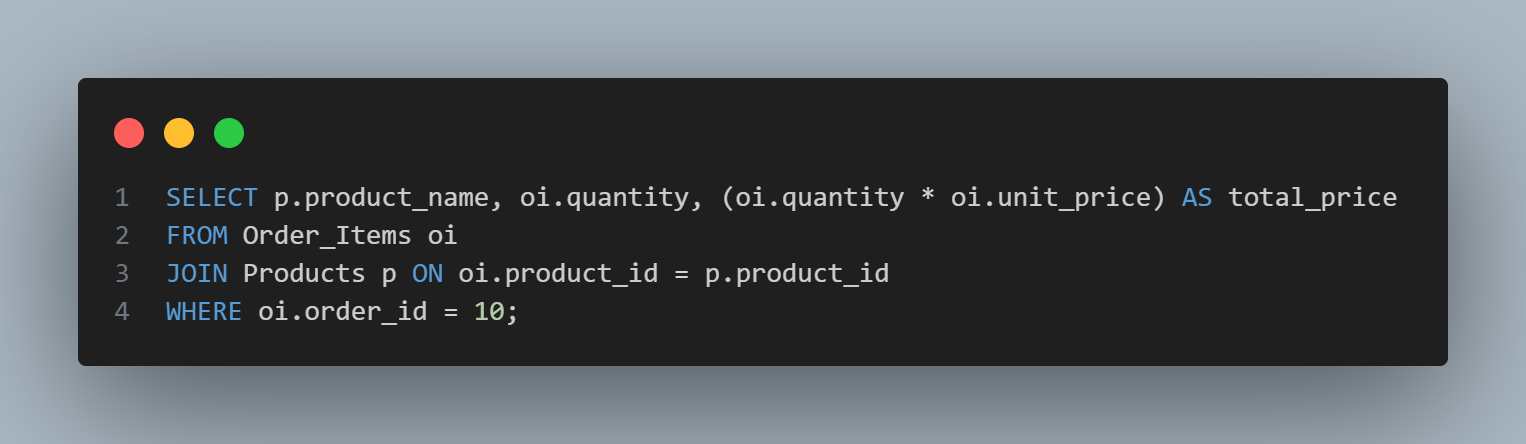 1 SELECT p.product_name, oi.quantity, (oi.quantity * oi.unit_price) AS total_price
2 FROM Order_Items oi
3 JOIN Products p ON oi.product_id = p.product_id
4 WHERE oi.order_id = 10;